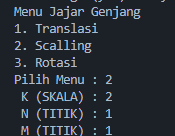 Menu Jajar Genjang
1. Translasi
2. Scalling
3. Rotasi
Pilih Menu : 2
K (SKALA) : 2
N (TITIK) : 1
M (TITIK) : 1